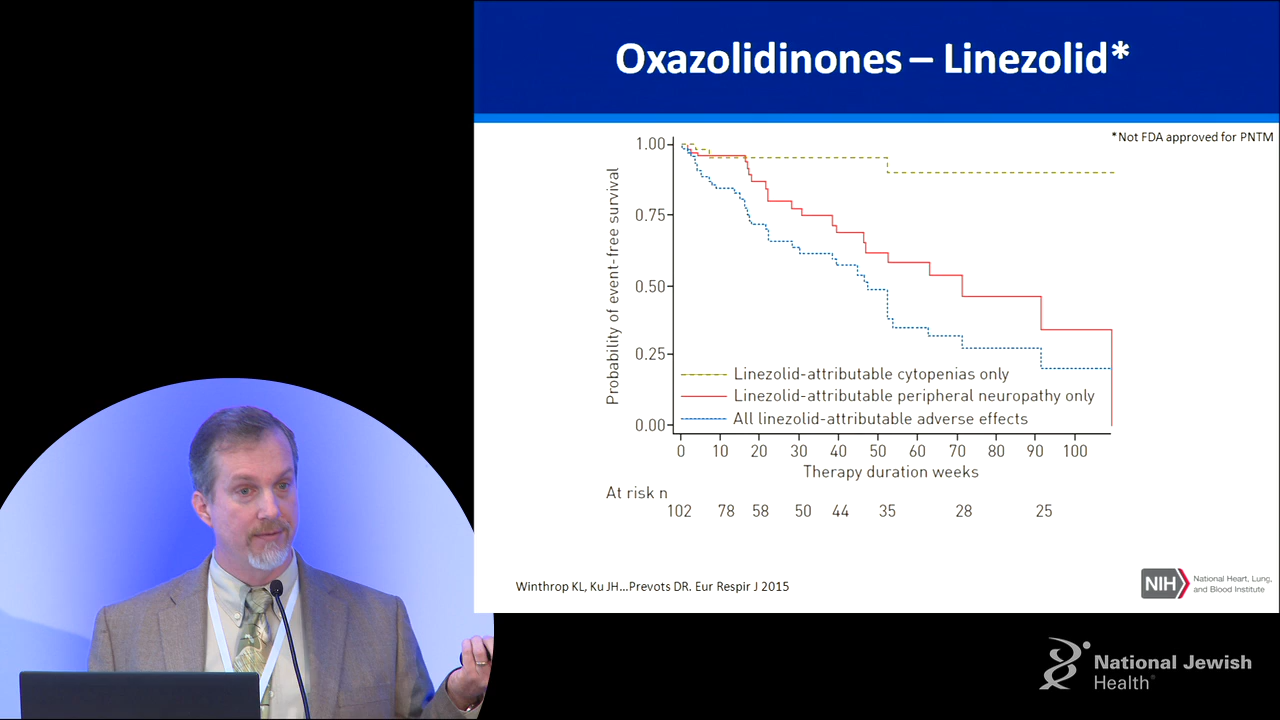 Oxazolidinones – Linezolid*
*Not FDA approved for PNTM
Probability of event-free survival
1.00
0.75
0.50
0.25
0.00
Linezolid-attributable cytopenias only
Linezolid-attributable peripheral neuropathy only
All linezolid-attributable adverse effects
0 10 20 30 40 50 60 70 80 90 100
Therapy duration weeks
At risk n
102 78 58 50 44 35 28 25
Winthrop KL, Ku JH...Prevots DR. Eur Respir J 2015
NIH
National Heart, Lung,
and Blood Institute
National Jewish
Health